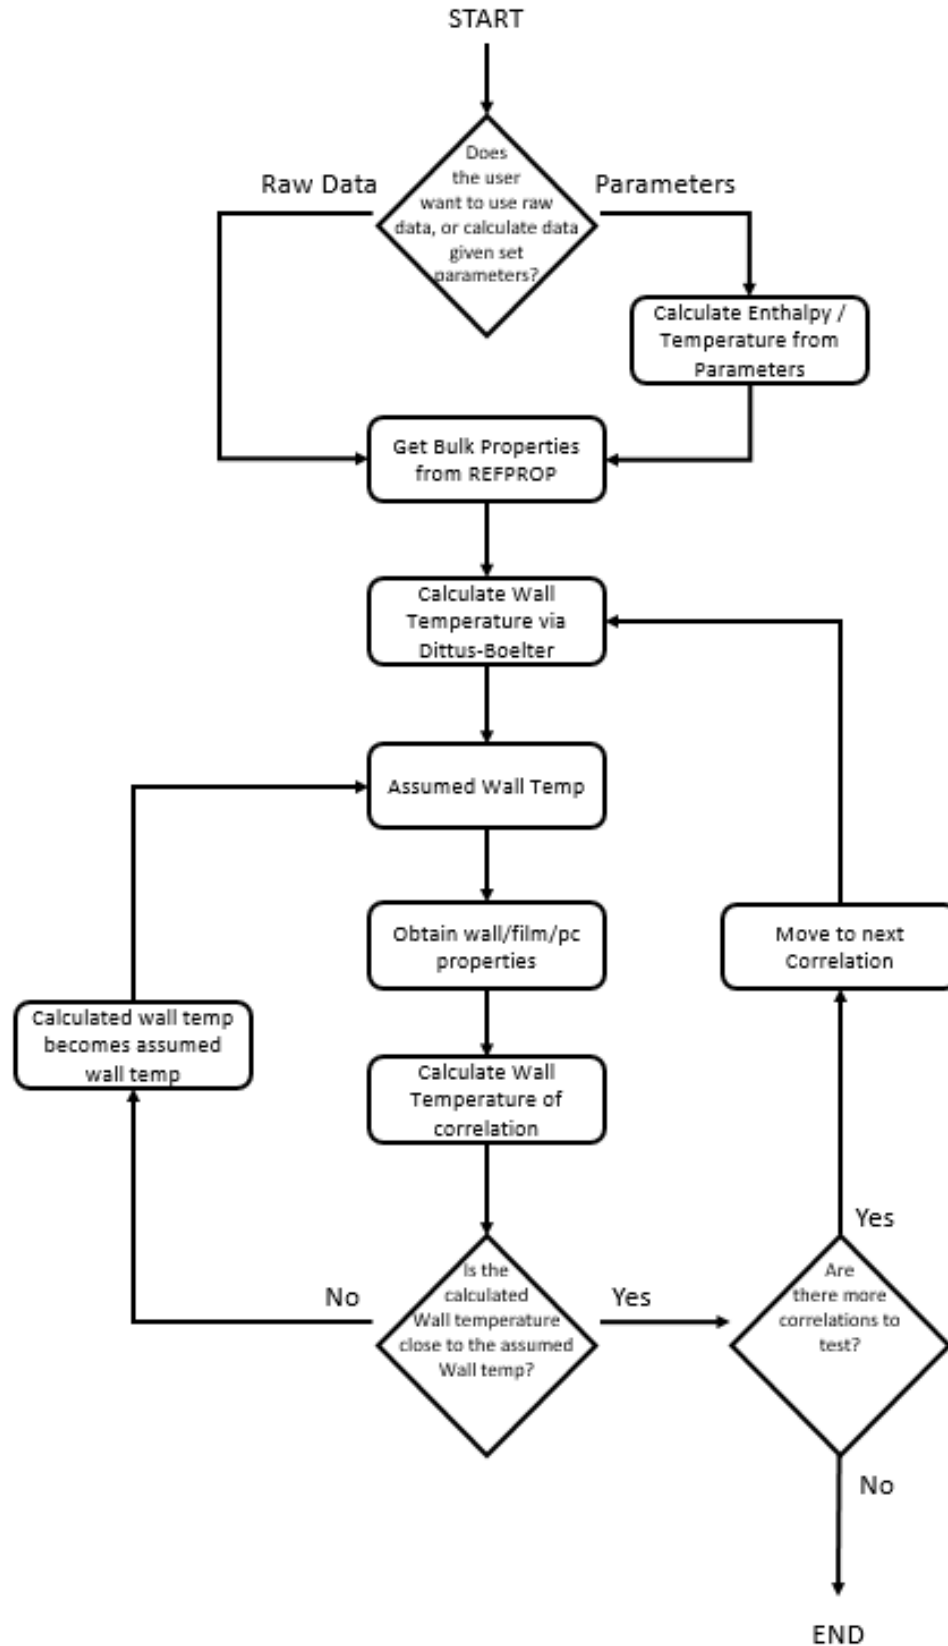 START
Does
the user
want to use raw
data, or calculate data
given set
parameters?
Raw Data
Parameters
Calculate Enthalpy /
Temperature from
Parameters
Get Bulk Properties
from REFPROP
Calculate Wall
Temperature via
Dittus-Boelter
Assumed Wall Temp
Obtain wall/film/pc
properties
Move to next
Correlation
Calculated wall temp
becomes assumed
wall temp
Calculate Wall
Temperature of
correlation
Is the
calculated
Wall temperature
close to the assumed
Wall temp?
No
Yes
Are
there more
correlations to
test?
Yes
No
END